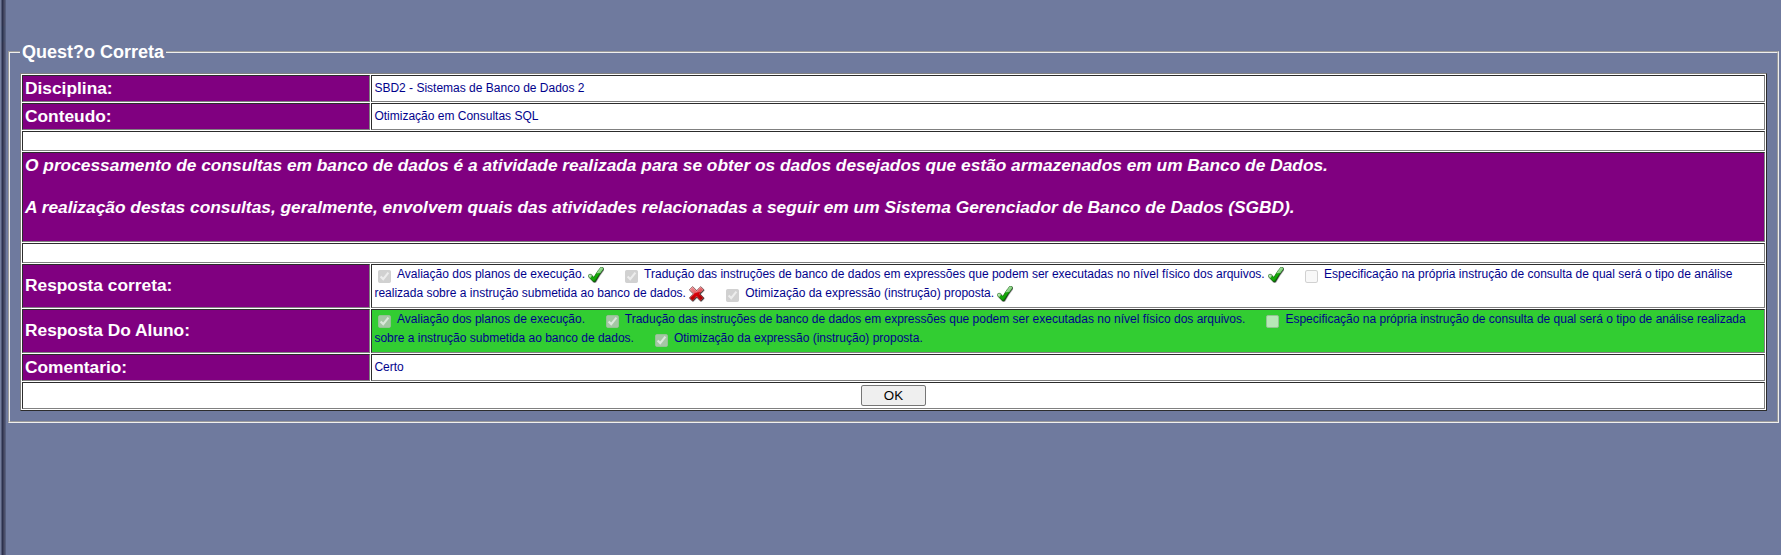 Quest?o Correta
Disciplina: SBD2 - Sistemas de Banco de Dados 2
Conteudo: Otimização em Consultas SQL
O processamento de consultas em banco de dados é a atividade realizada para se obter os dados desejados que estão armazenados em um Banco de Dados.
A realização destas consultas, geralmente, envolvem quais das atividades relacionadas a seguir em um Sistema Gerenciador de Banco de Dados (SGBD).
Resposta correta: Avaliação dos planos de execução. Tradução das instruções de banco de dados em expressões que podem ser executadas no nível físico dos arquivos. Especificação na própria instrução de consulta de qual será o tipo de análise
realizada sobre a instrução submetida ao banco de dados. Otimização da expressão (instrução) proposta.
Resposta Do Aluno: Avaliação dos planos de execução. Tradução das instruções de banco de dados em expressões que podem ser executadas no nível físico dos arquivos. Especificação na própria instrução de consulta de qual será o tipo de análise realizada
sobre a instrução submetida ao banco de dados. Otimização da expressão (instrução) proposta.
Comentario: Certo
OK